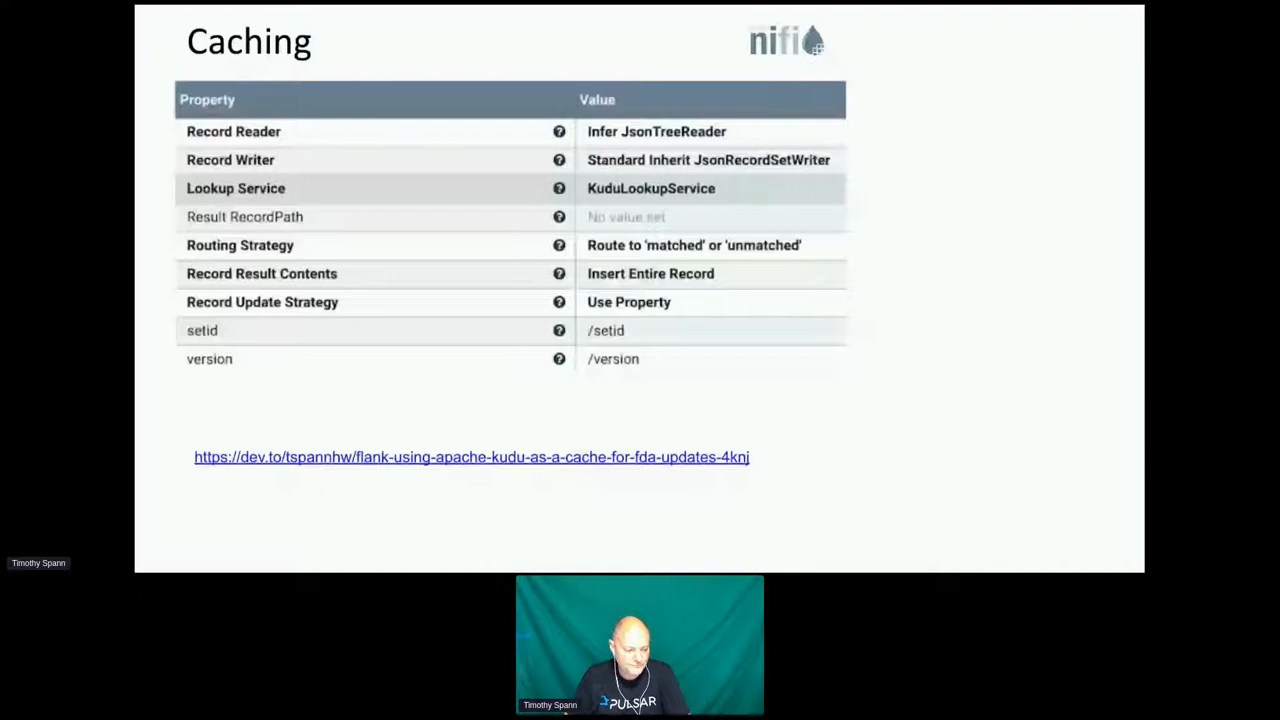 Caching
nifi
Property Value
Record Reader Infer JsonTreeReader
Record Writer Standard Inherit JsonRecordSetWriter
Lookup Service KuduLookupService
Result RecordPath No value set
Routing Strategy Route to 'matched' or 'unmatched'
Record Result Contents Insert Entire Record
Record Update Strategy Use Property
setid /setid
version /version
https://dev.to/tspannhw/flank-using-apache-kudu-as-a-cache-for-fda-updates-4knj
Timothy Spann
PULSAR
Timothy Spann